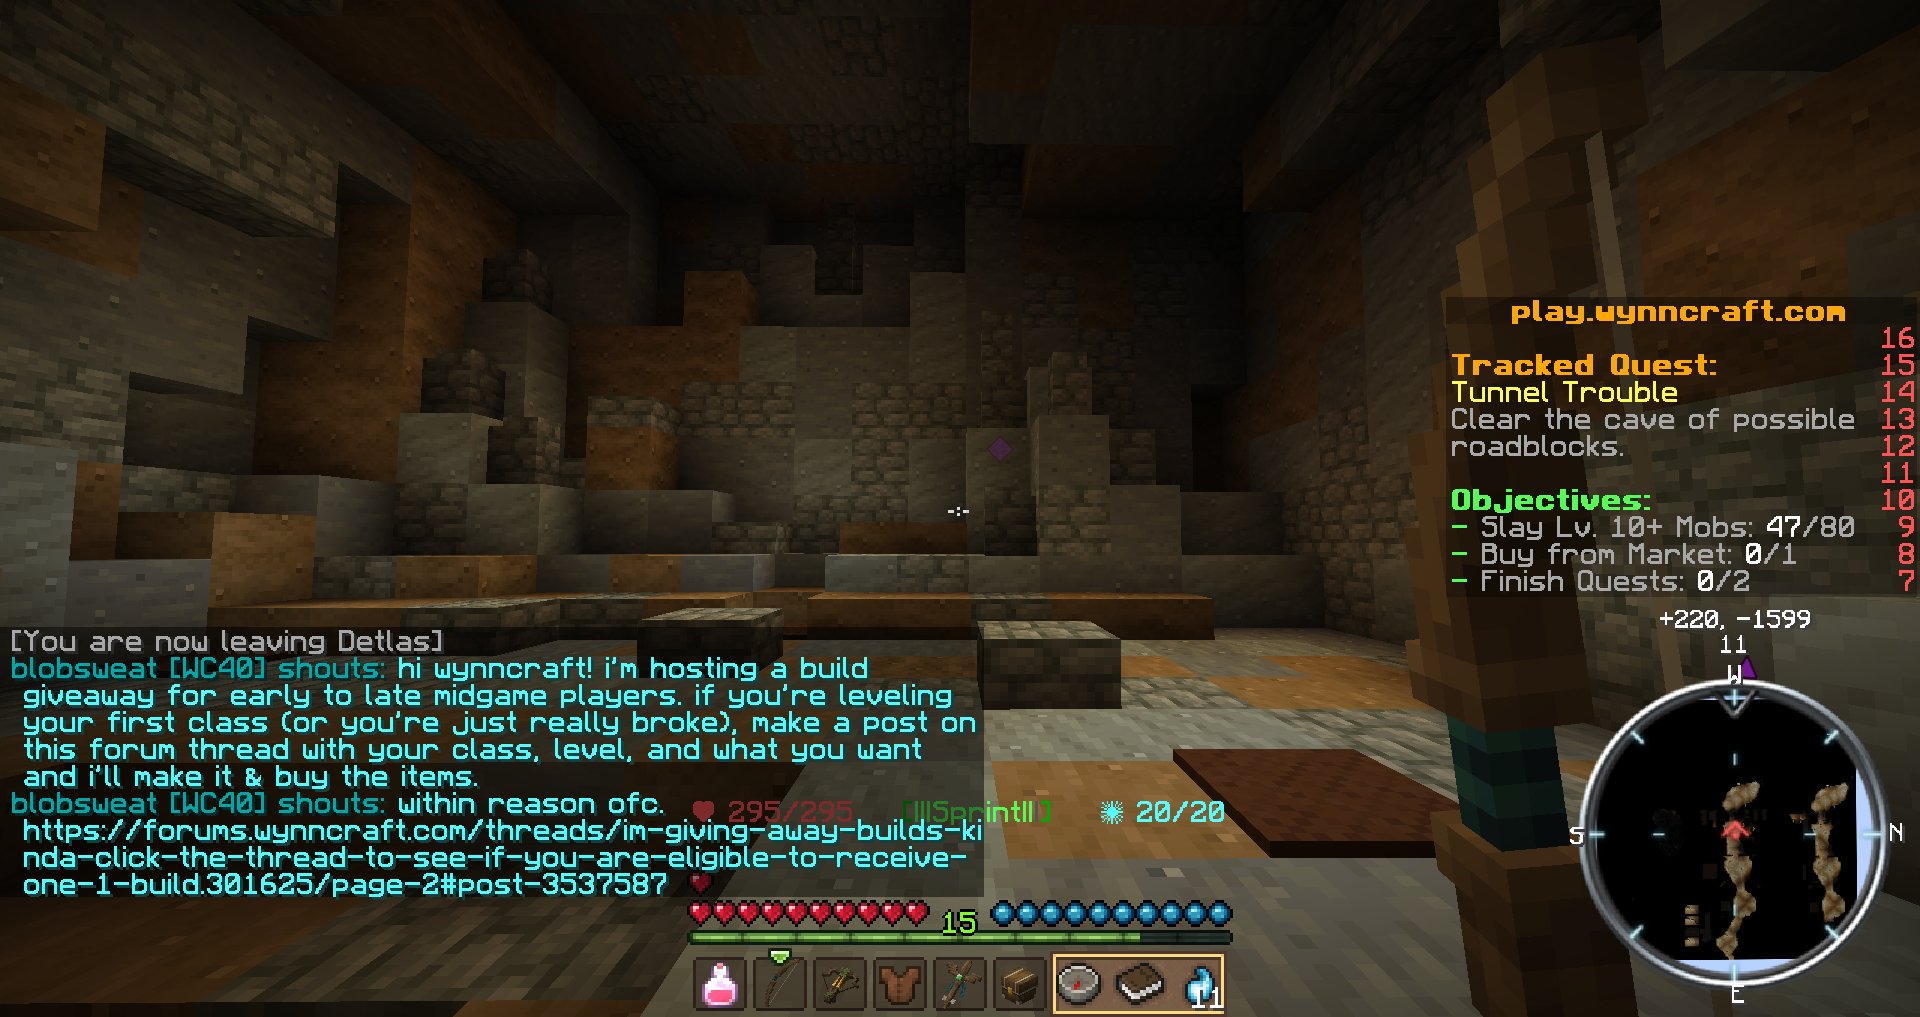 play.wynncraft.com
16
Tracked Quest: 15
Tunnel Trouble 14
Clear the cave of possible 13
roadblocks. 12
11
Objectives: 10
- Slay Lv. 10+ Mobs: 47/80 9
- Buy from Market: 0/1 8
- Finish Quests: 0/2 7
+220, -1599
11
W
S
N
E
[You are now leaving Detlas]
blobsweat [WC40] shouts: hi wynncraft! i'm hosting a build
giveaway for early to late midgame players. if you're leveling
your first class (or you're just really broke), make a post on
this forum thread with your class, level, and what you want
and i'll make it & buy the items.
blobsweat [WC40] shouts: within reason ofc.
https://forums.wynncraft.com/threads/im-giving-away-builds-ki
nda-click-the-thread-to-see-if-you-are-eligible-to-receive-
one-1-build.301625/page-2#post-3537587
295/295 [||Sprint||] 20/20
15
11